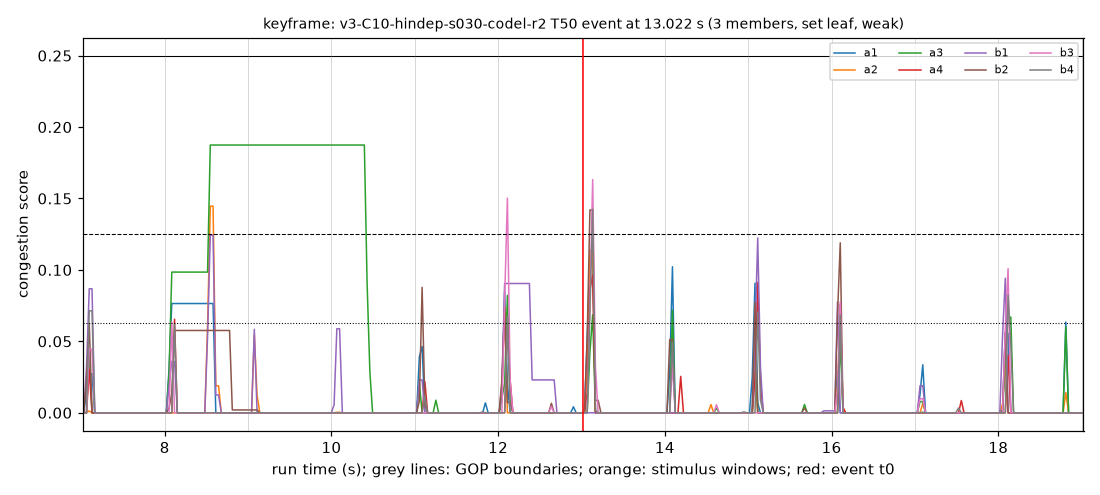 keyframe: v3-C10-hindep-s030-codel-r2 T50 event at 13.022 s (3 members, set leaf, weak)
a1 a3 b1 b3
a2 a4 b2 b4
0.25
0.20
0.15
0.10
0.05
0.00
congestion score
8 10 12 14 16 18
run time (s); grey lines: GOP boundaries; orange: stimulus windows; red: event t0